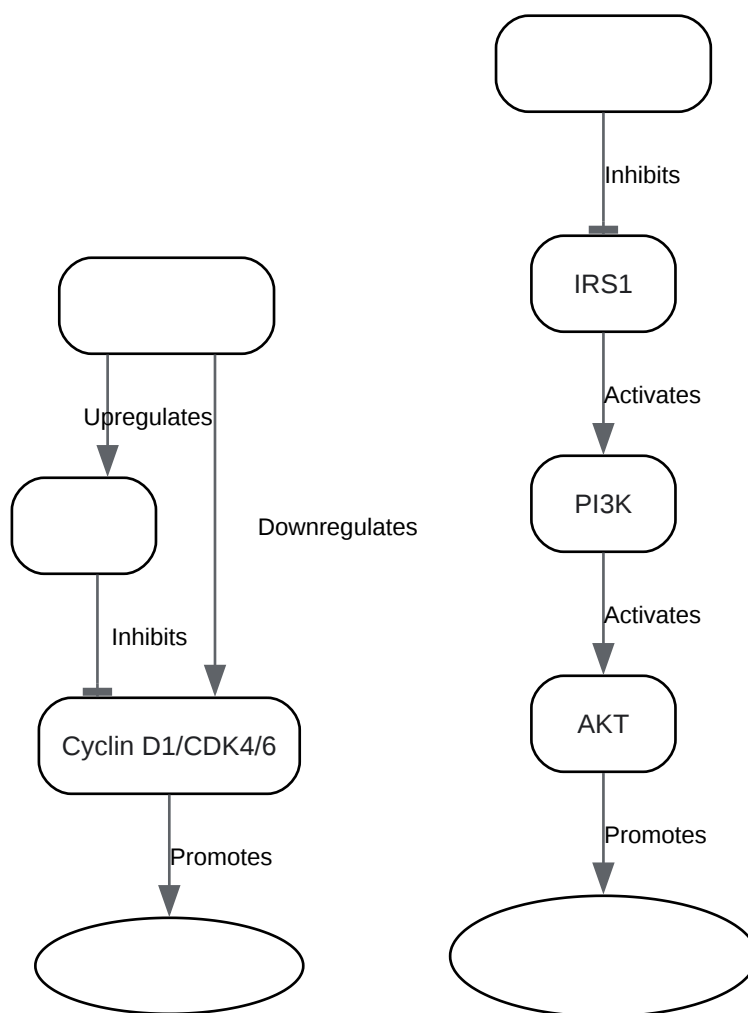 Inhibits
IRS1
Activates
Upregulates
PI3K
Downregulates
Activates
Inhibits
AKT
Cyclin D1/CDK4/6
Promotes
Promotes